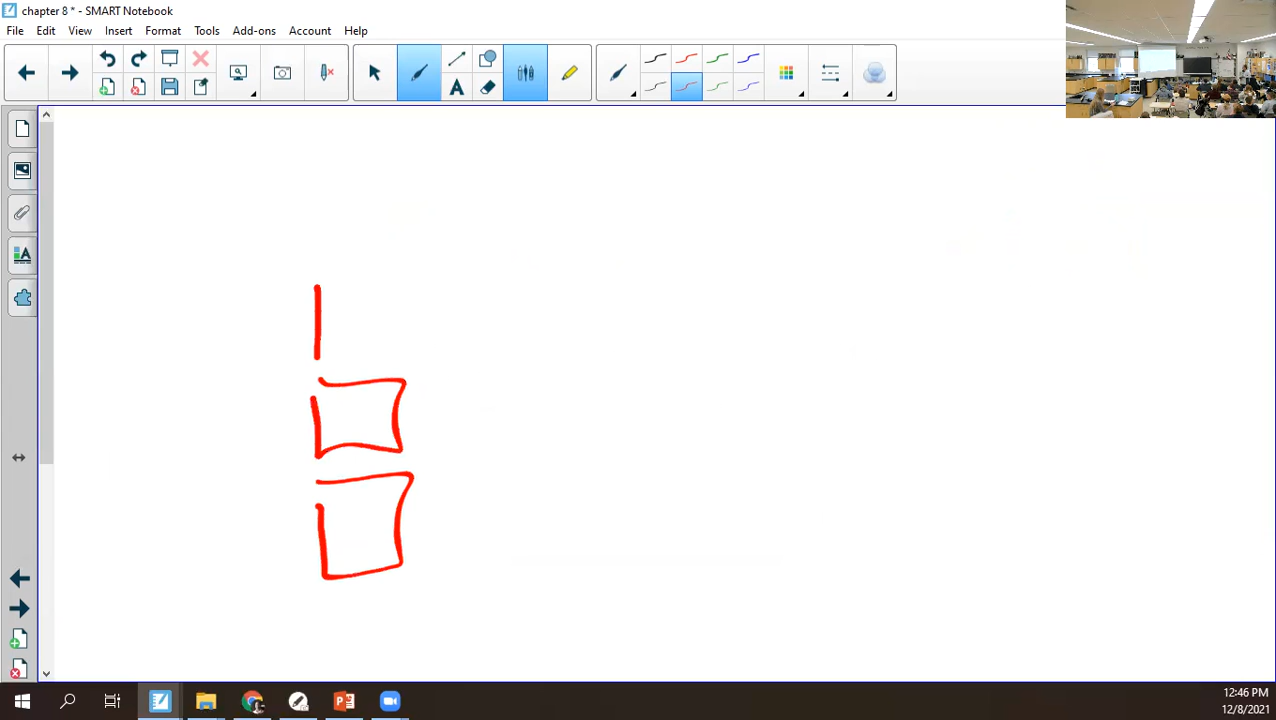 chapter 8 * - SMART Notebook
File Edit View Insert Format Tools Add-ons Account Help
12:46 PM
12/8/2021